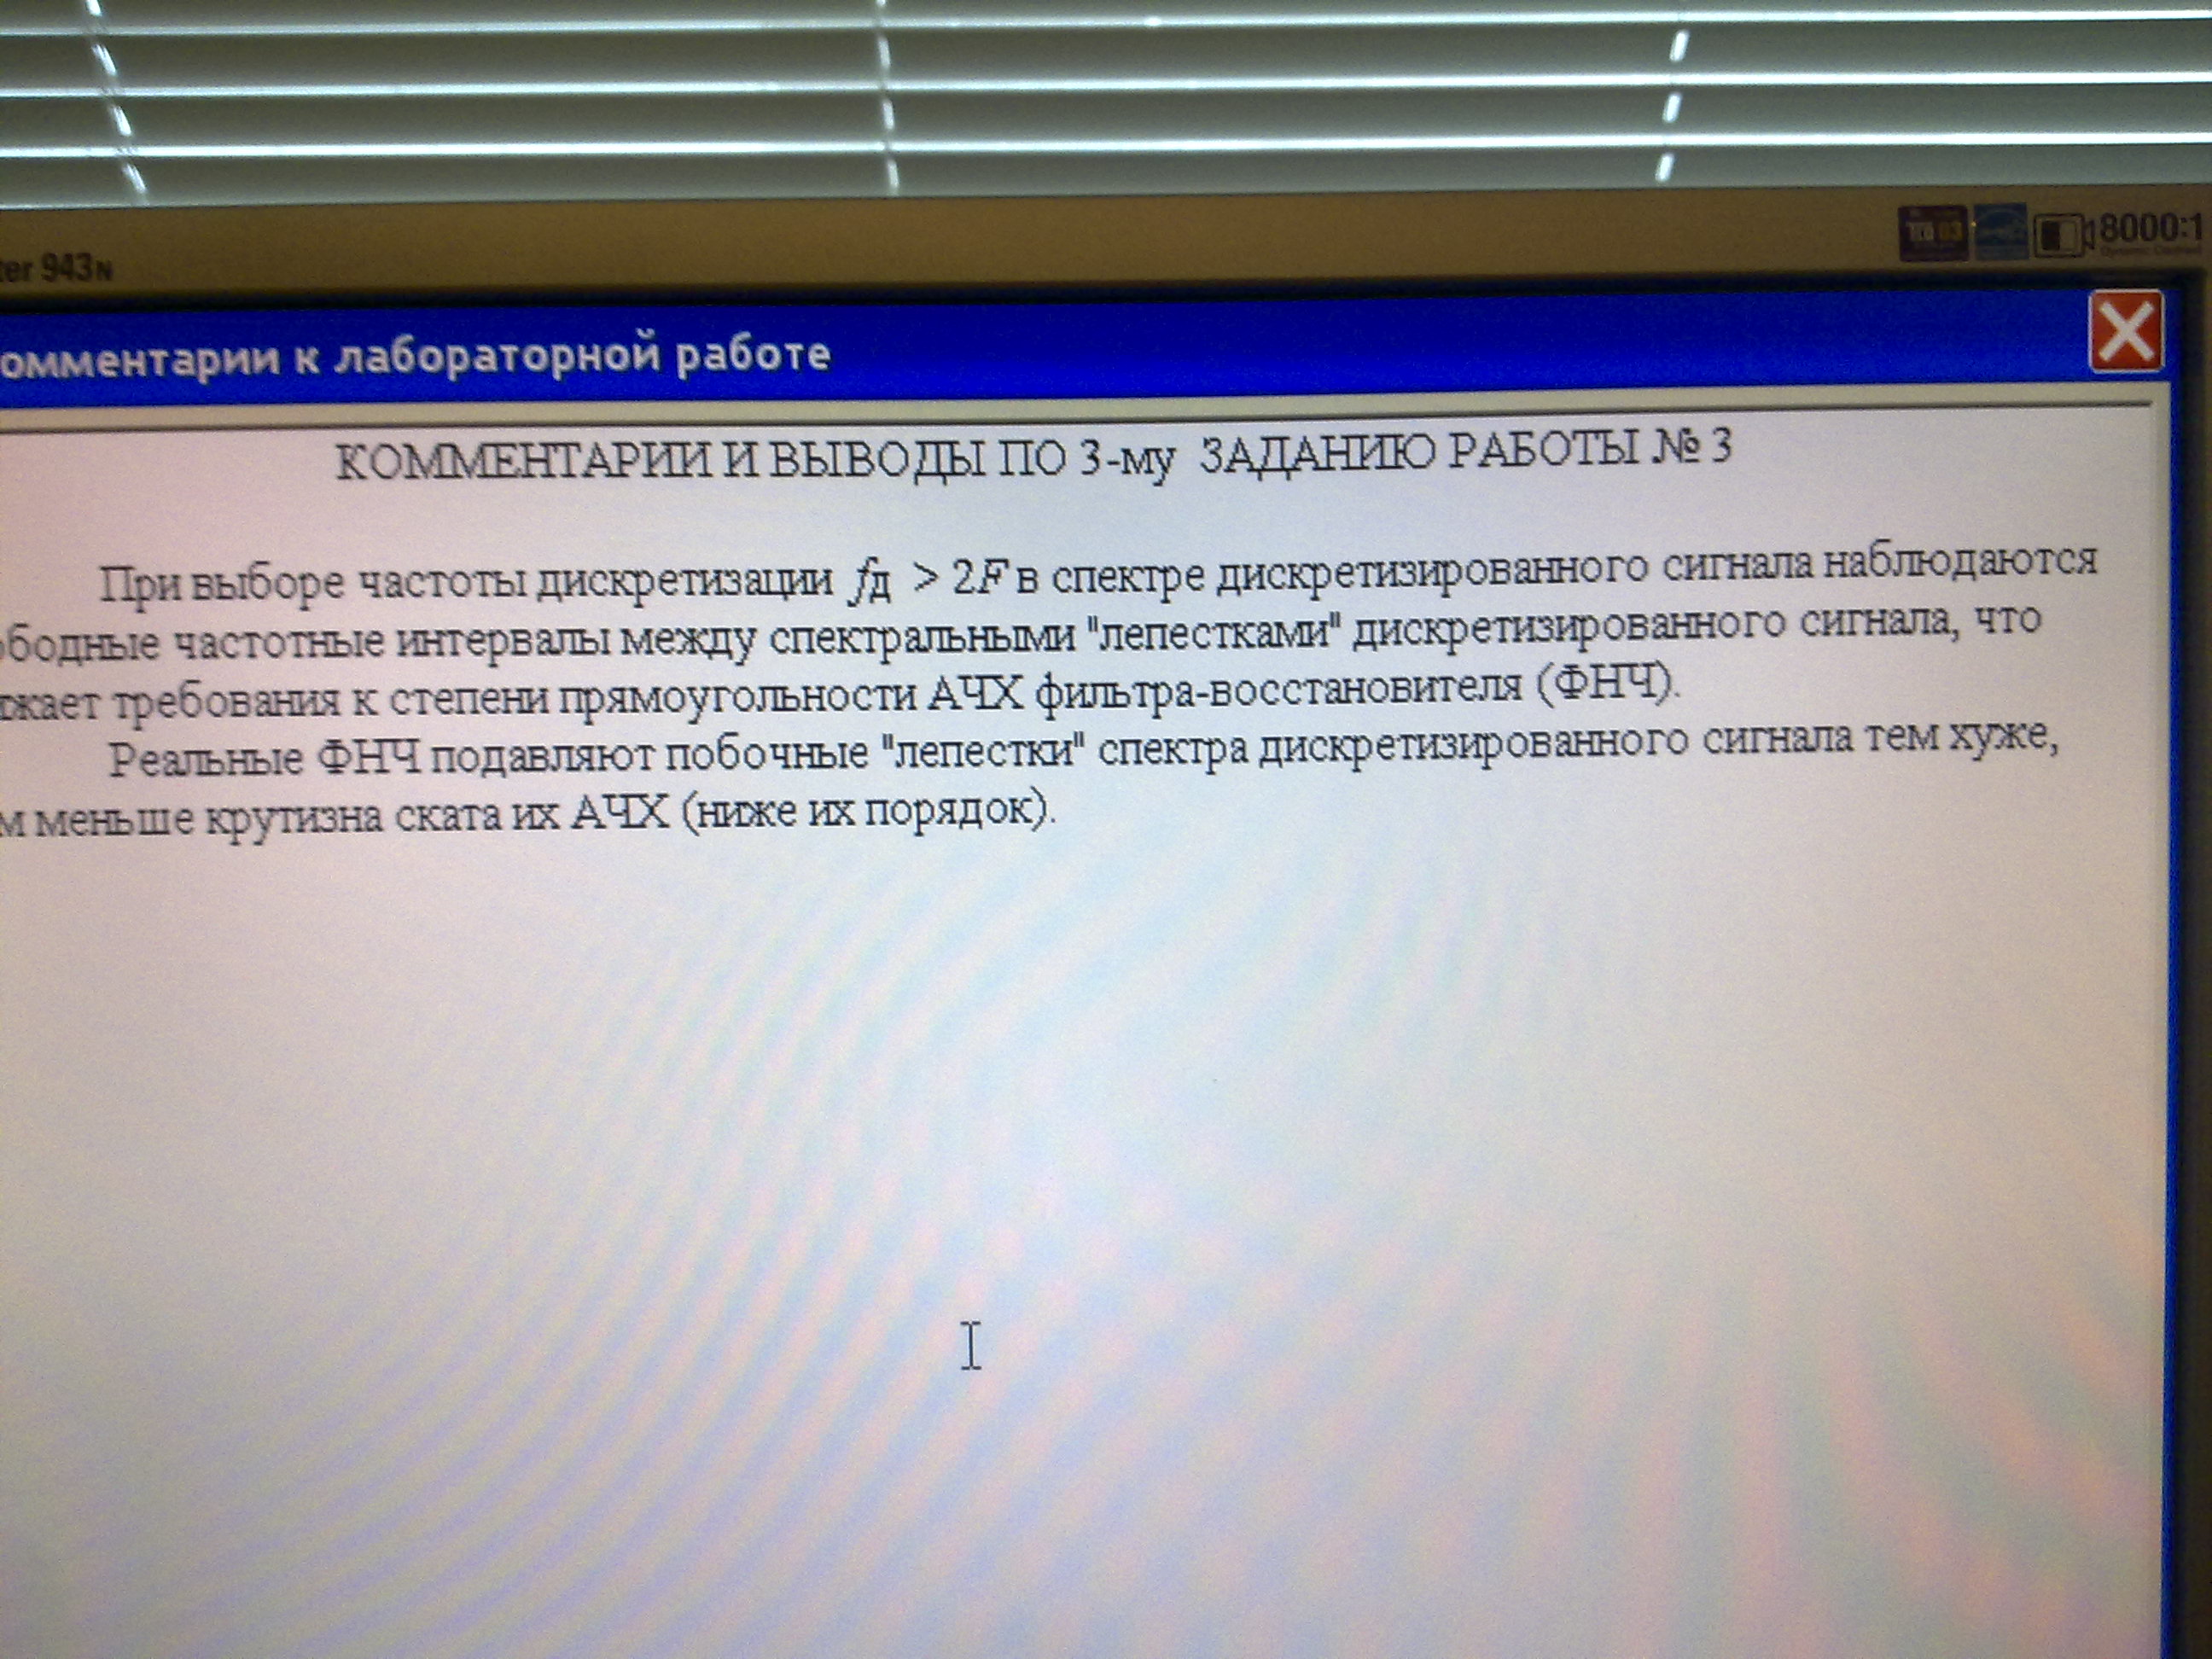 ter 943N
8000:1
омментарии к лабораторной работе
КОММЕНТАРИИ И ВЫВОДЫ ПО 3-му ЗАДАНИЮ РАБОТЫ № 3
При выборе частоты дискретизации fд > 2F в спектре дискретизированного сигнала наблюдаются
ободные частотные интервалы между спектральными "лепестками" дискретизированного сигнала, что
жает требования к степени прямоугольности АЧХ фильтра-восстановителя (ФНЧ).
Реальные ФНЧ подавляют побочные "лепестки" спектра дискретизированного сигнала тем хуже,
м меньше крутизна ската их АЧХ (ниже их порядок).